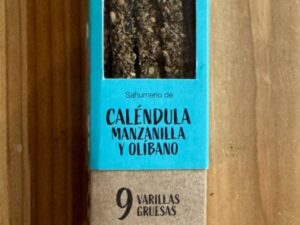 Sahumerio de
CALÉNDULA
MANZANILLA
Y OLÍBANO
9 VARILLAS
GRUESAS